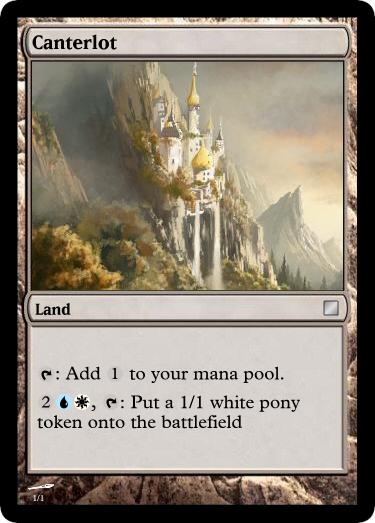 Canterlot
Land
: Add 1 to your mana pool.
2 , : Put a 1/1 white pony
token onto the battlefield
1/1